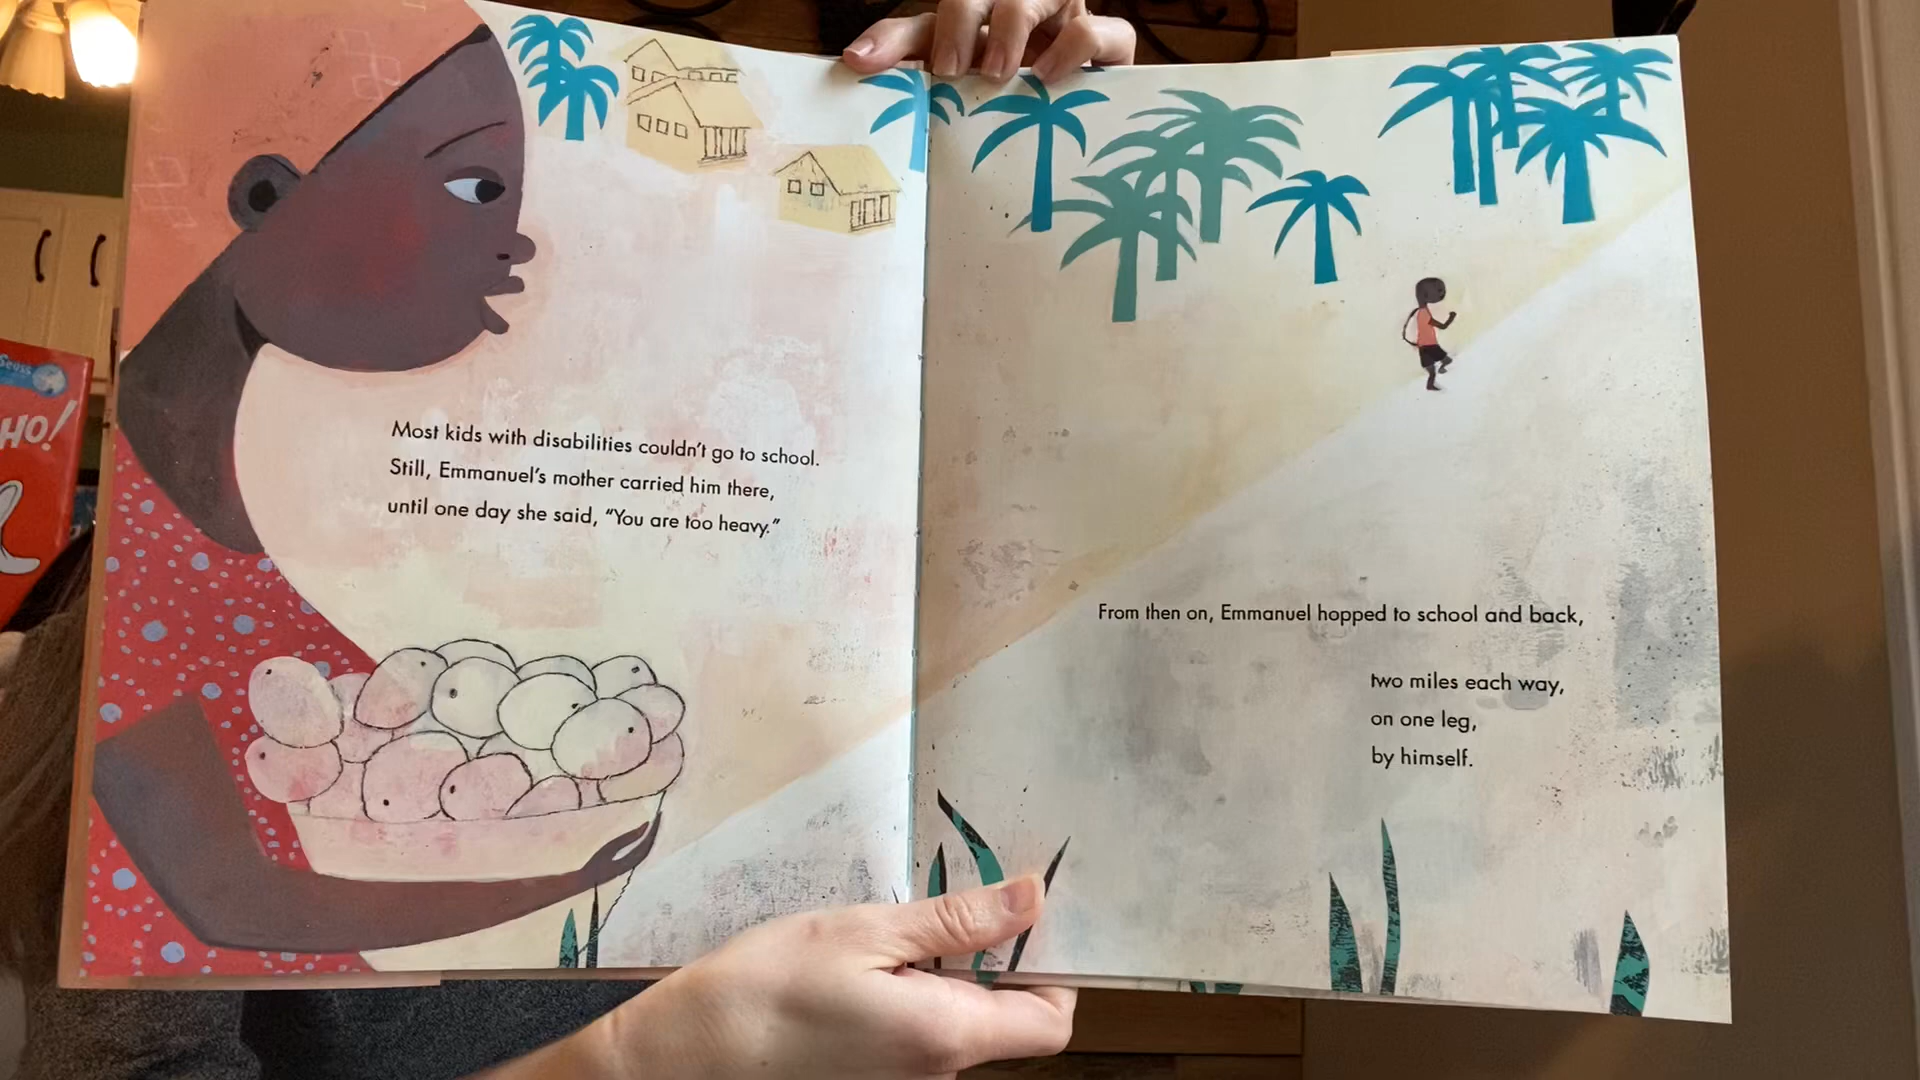 Most kids with disabilities couldn't go to school.
Still, Emmanuel's mother carried him there,
until one day she said, "You are too heavy."
From then on, Emmanuel hopped to school and back,
two miles each way,
on one leg,
by himself.
Seuss
HO!